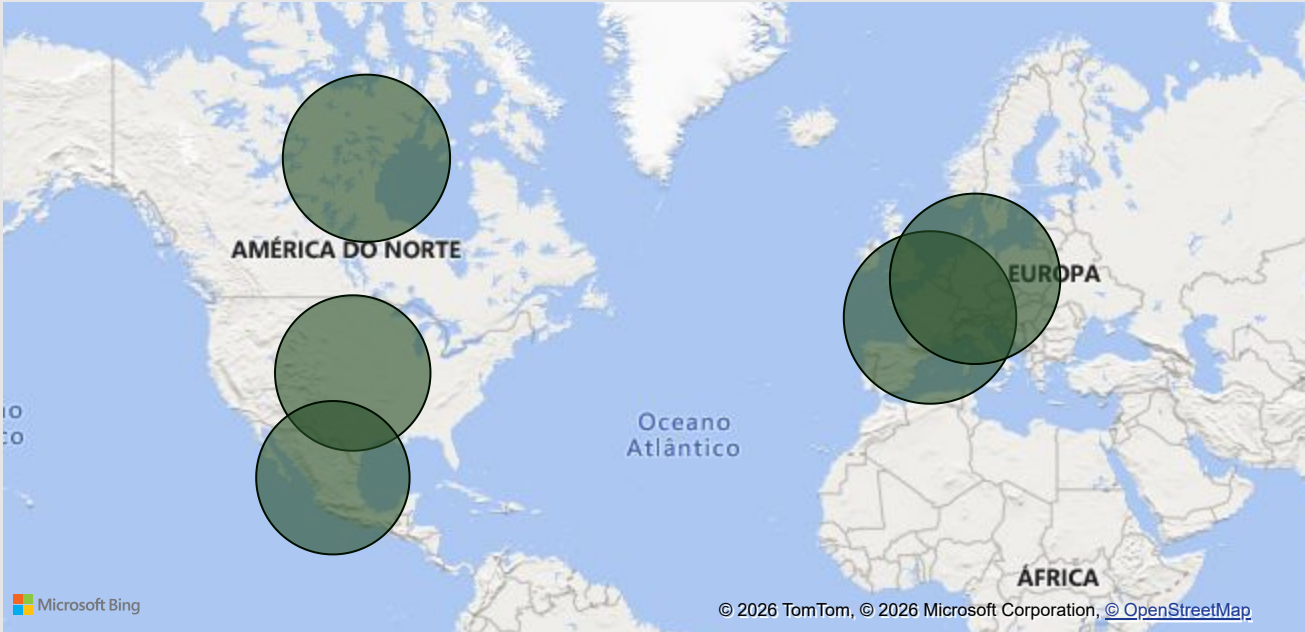 AMÉRICA DO NORTE
EUROPA
Oceano
Atlântico
ÁFRICA
Microsoft Bing
© 2026 TomTom, © 2026 Microsoft Corporation, © OpenStreetMap